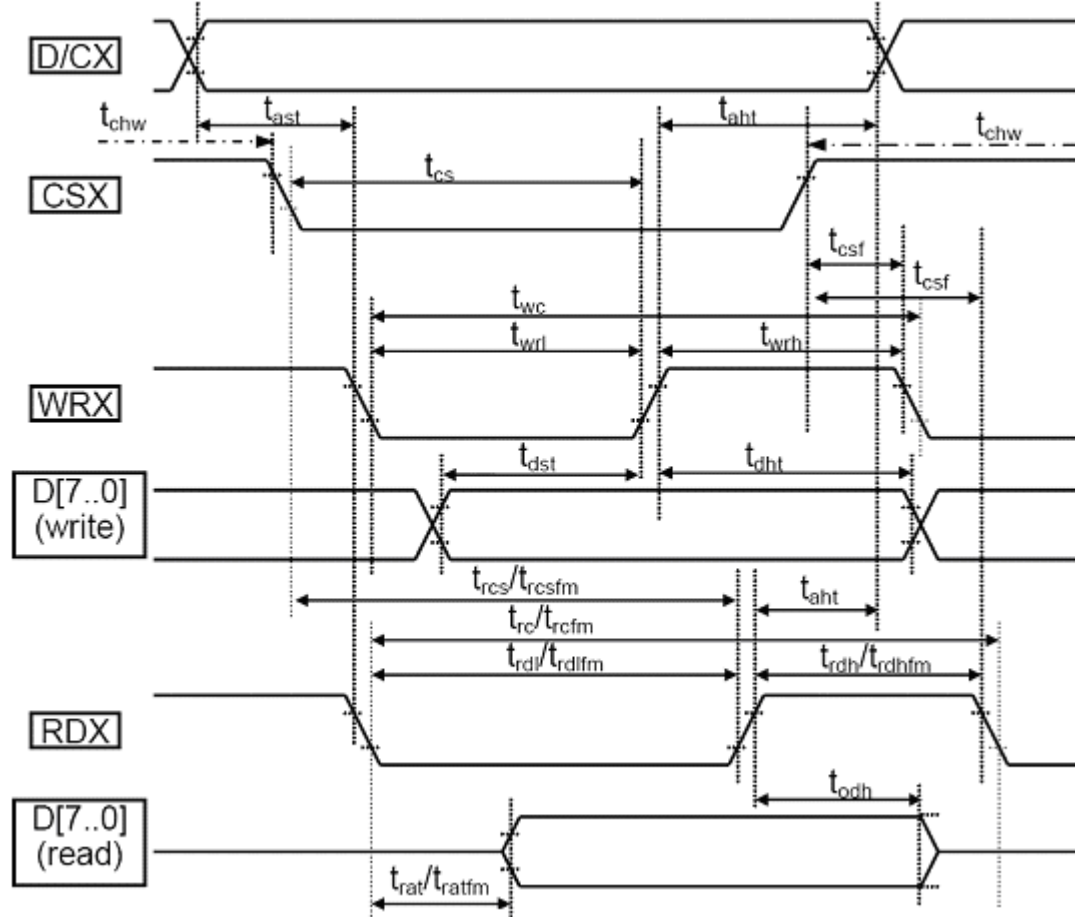 D/CX
t_ast
t_aht
t_chw
t_chw
t_cs
CSX
t_csf
t_csf
t_wc
t_wrl
t_wrh
WRX
t_dst
t_dht
D[7..0]
(write)
t_rcs/t_rcsfm
t_aht
t_rc/t_rcfm
t_rdl/t_rdlfm
t_rdh/t_rdhfm
RDX
t_odh
D[7..0]
(read)
t_rat/t_ratfm